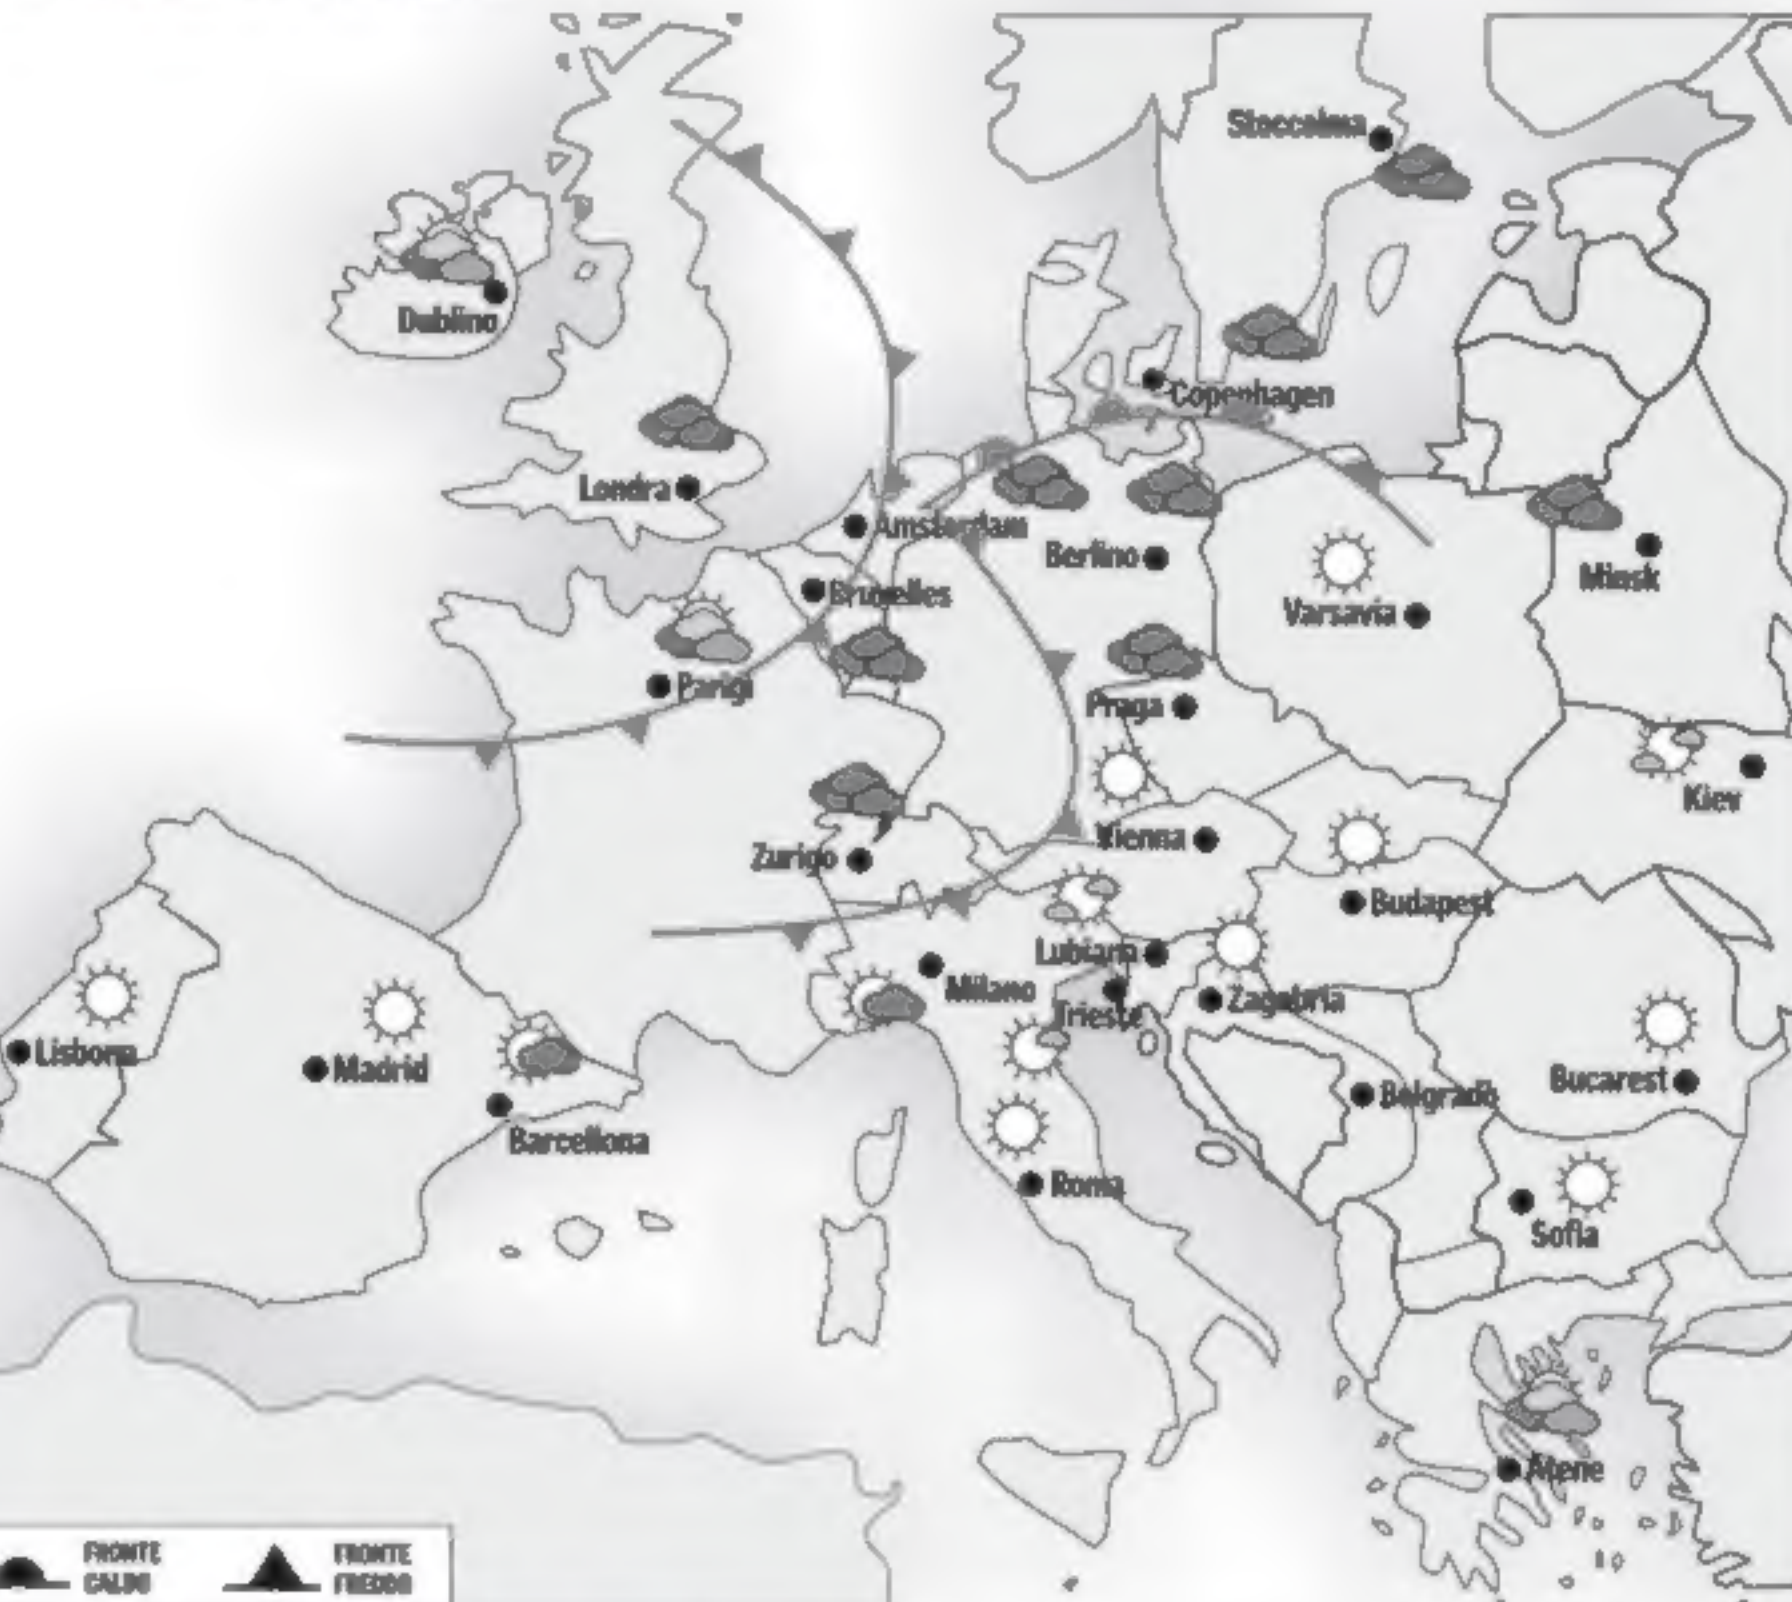 Stoccolma
Dublino
Copenhagen
Londra
Amsterdam
Berlino
Minsk
Bruxelles
Varsavia
Parigi
Praga
Kiev
Vienna
Zurigo
Budapest
Lubiana
Milano
Zagabria
Trieste
Lisbona
Madrid
Bucarest
Belgrado
Barcellona
Roma
Sofia
Atene
FRONTE
CALDO
FRONTE
FREDDO